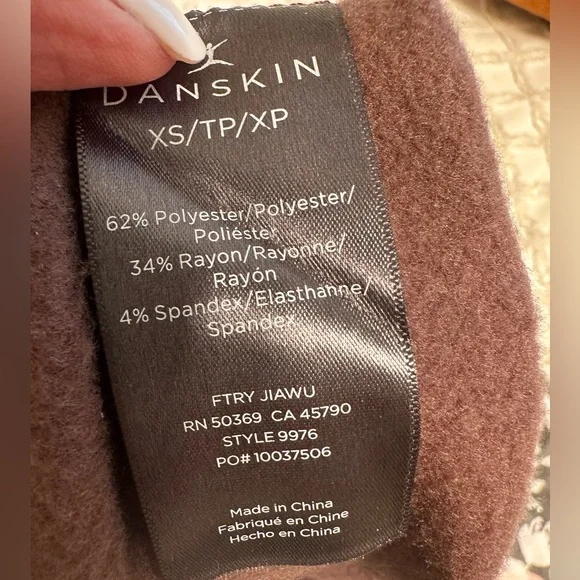 DANSKIN
XS/TP/XP
62% Polyester/Polyester/
Poliéster
34% Rayon/Rayonne/
Rayón
4% Spandex/Elasthanne/
Spandex
FTRY JIAWU
RN 50369 CA 45790
STYLE 9976
PO# 10037506
Made in China
Fabriqué en Chine
Hecho en China